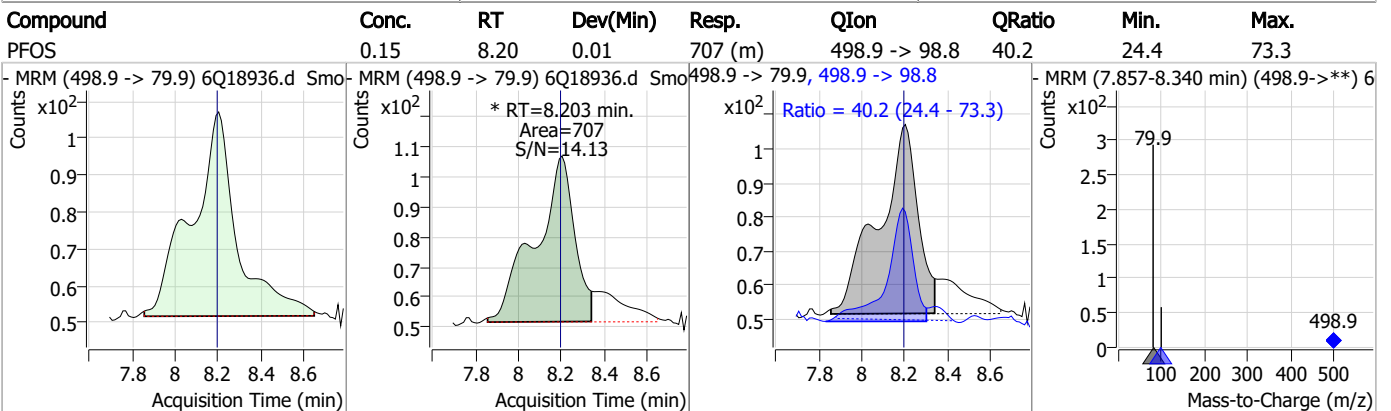 Compound Conc. RT Dev(Min) Resp. QIon QRatio Min. Max.
PFOS 0.15 8.20 0.01 707 (m) 498.9 -> 98.8 40.2 24.4 73.3
- MRM (498.9 -> 79.9) 6Q18936.d Smo
Counts
x10²
1
0.9
0.8
0.7
0.6
0.5
7.8 8 8.2 8.4 8.6
Acquisition Time (min)
- MRM (498.9 -> 79.9) 6Q18936.d Smo
Counts
x10²
* RT=8.203 min.
Area=707
S/N=14.13
1.1
1
0.9
0.8
0.7
0.6
0.5
7.8 8 8.2 8.4 8.6
Acquisition Time (min)
498.9 -> 79.9, 498.9 -> 98.8
Counts
x10²
Ratio = 40.2 (24.4 - 73.3)
1
0.9
0.8
0.7
0.6
0.5
7.8 8 8.2 8.4 8.6
Acquisition Time (min)
- MRM (7.857-8.340 min) (498.9->**) 6
Counts
x10²
79.9
3
2.5
2
1.5
1
0.5
0
498.9
100 200 300 400 500
Mass-to-Charge (m/z)